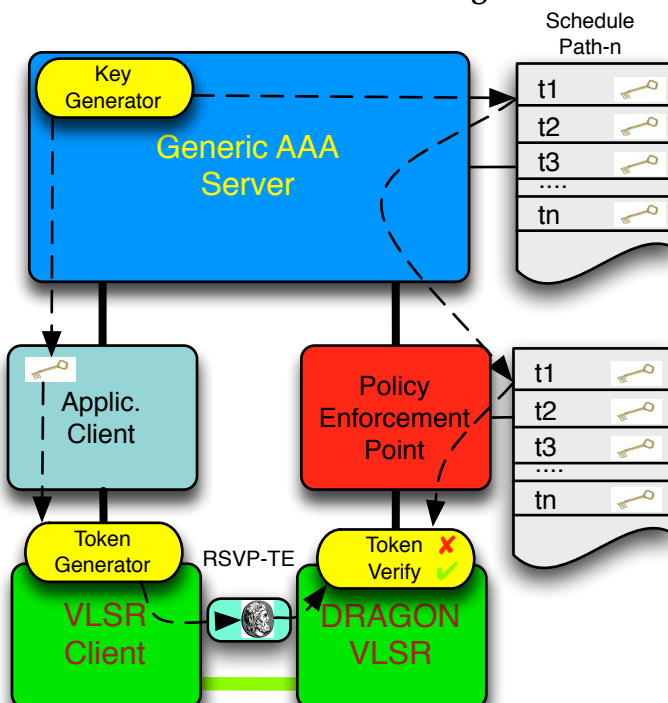 Schedule
Path-n
Key
Generator
Generic AAA
Server
t1
t2
t3
....
tn
Applic.
Client
Policy
Enforcement
Point
t1
t2
t3
....
tn
Token
Generator
RSVP-TE
Token ✘
Verify ✔
VLSR
Client
DRAGON
VLSR